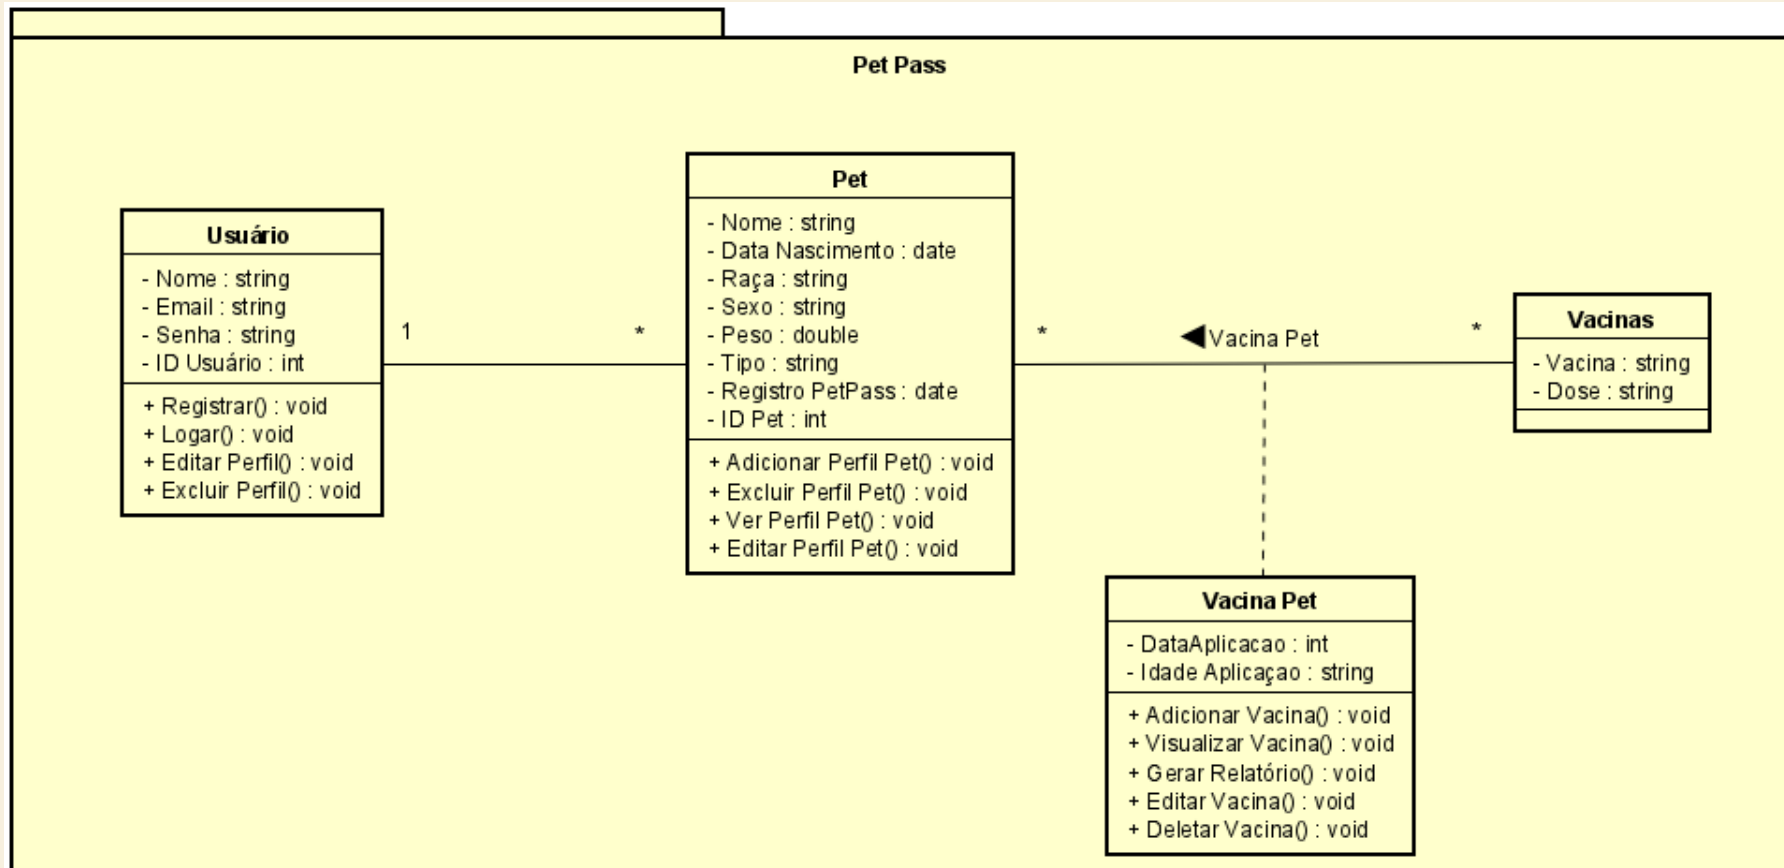 Pet Pass
Usuário
- Nome : string
- Email : string
- Senha : string
- ID Usuário : int
+ Registrar() : void
+ Logar() : void
+ Editar Perfil() : void
+ Excluir Perfil() : void
1
*
Pet
- Nome : string
- Data Nascimento : date
- Raça : string
- Sexo : string
- Peso : double
- Tipo : string
- Registro PetPass : date
- ID Pet : int
+ Adicionar Perfil Pet() : void
+ Excluir Perfil Pet() : void
+ Ver Perfil Pet() : void
+ Editar Perfil Pet() : void
*
◀Vacina Pet
*
Vacinas
- Vacina : string
- Dose : string
Vacina Pet
- DataAplicacao : int
- Idade Aplicaçao : string
+ Adicionar Vacina() : void
+ Visualizar Vacina() : void
+ Gerar Relatório() : void
+ Editar Vacina() : void
+ Deletar Vacina() : void